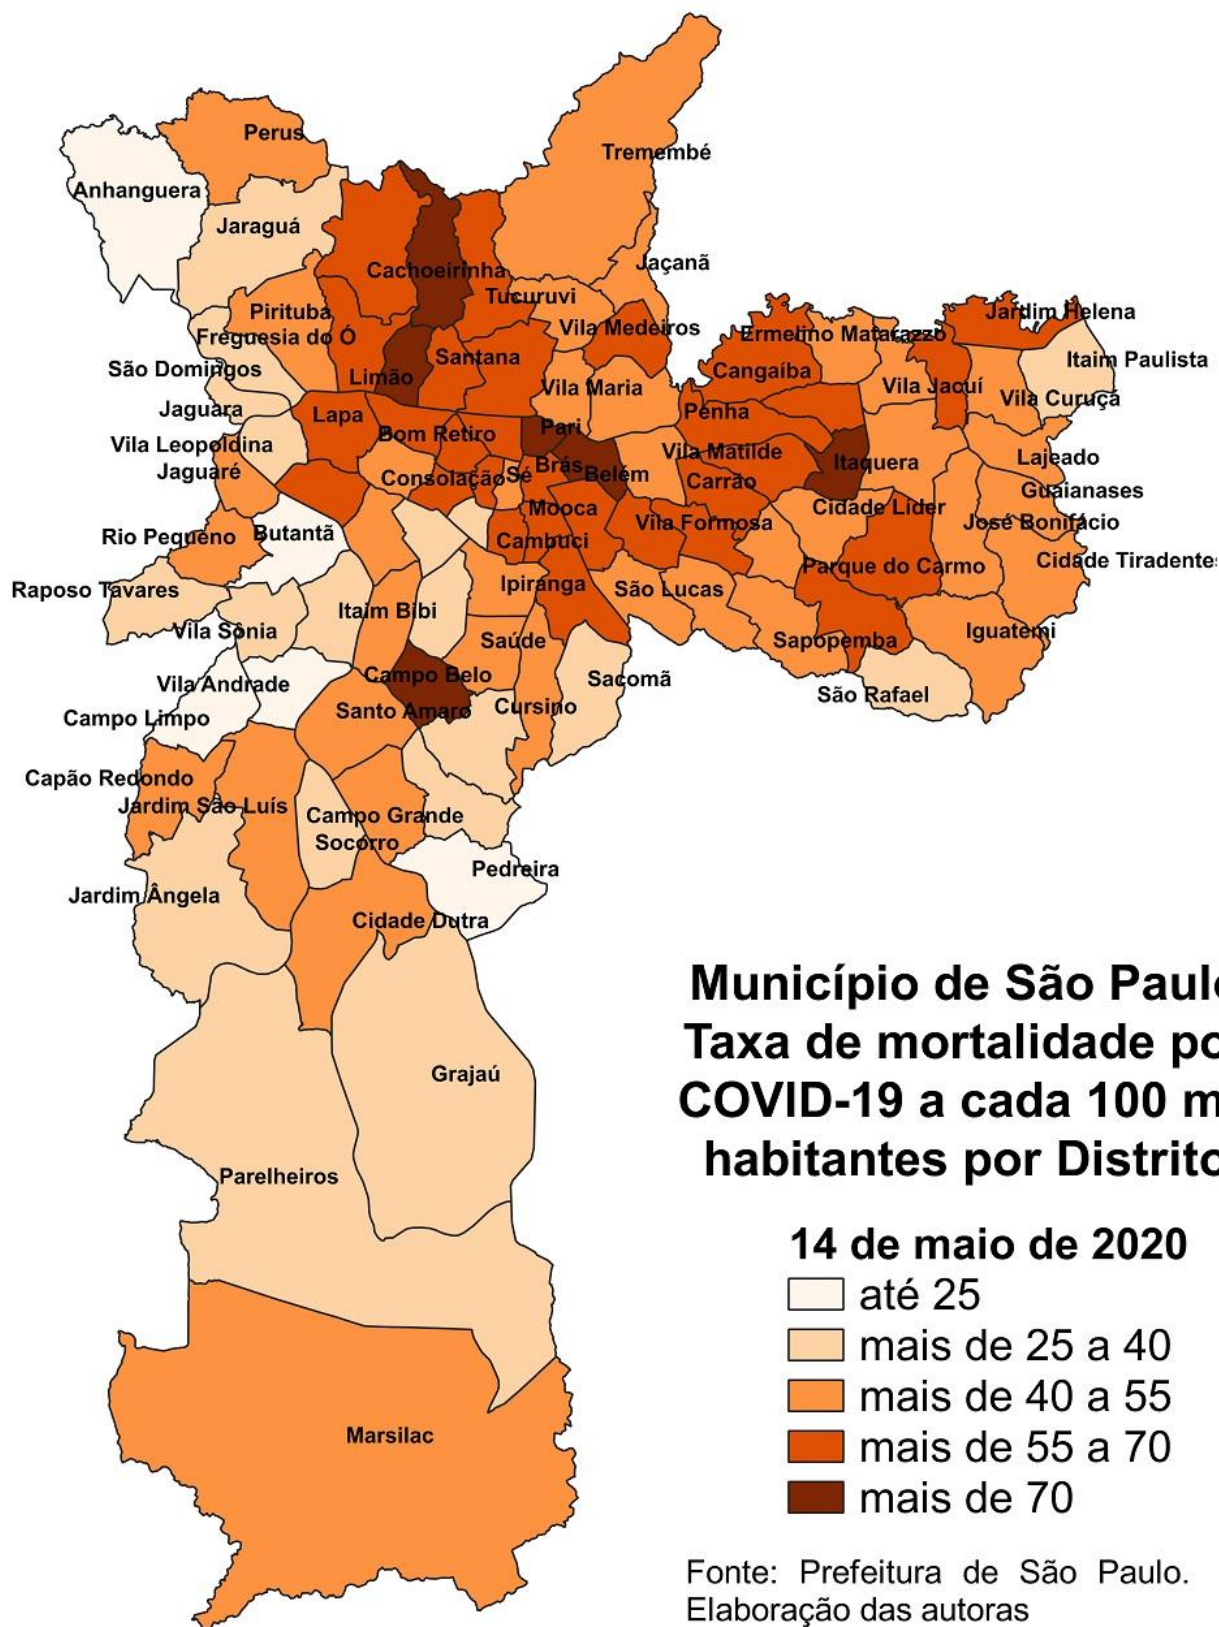 Perus
Tremembé
Anhanguera
Jaraguá
Jaçanã
Cachoeirinha
Tucuruvi
Pirituba
Jardim Helena
Vila Medeiros
Freguesia do Ó
Ermelino Matarazzo
Santana
Itaim Paulista
São Domingos
Cangaíba
Limão
Vila Jacuí
Vila Maria
Vila Curuçá
Jaguara
Penha
Lapa
Pari
Bom Retiro
Vila Leopoldina
Vila Matilde
Lajeado
Itaquera
Brás
Jaguaré
Belém
Sé
Consolação
Carrão
Guaianases
Mooca
Cidade Líder
Vila Formosa
José Bonifácio
Butantã
Rio Pequeno
Cambuci
Cidade Tiradentes
Parque do Carmo
Ipiranga
São Lucas
Raposo Tavares
Itaim Bibi
Vila Sônia
Iguatemi
Saúde
Sapopemba
Campo Belo
Sacomã
Vila Andrade
São Rafael
Cursino
Santo Amaro
Campo Limpo
Capão Redondo
Jardim São Luís
Campo Grande
Socorro
Pedreira
Jardim Ângela
Cidade Dutra
Grajaú
Parelheiros
Marsilac
Município de São Paulo
Taxa de mortalidade po
COVID-19 a cada 100 m
habitantes por Distrito
14 de maio de 2020
até 25
mais de 25 a 40
mais de 40 a 55
mais de 55 a 70
mais de 70
Fonte: Prefeitura de São Paulo.
Elaboração das autoras